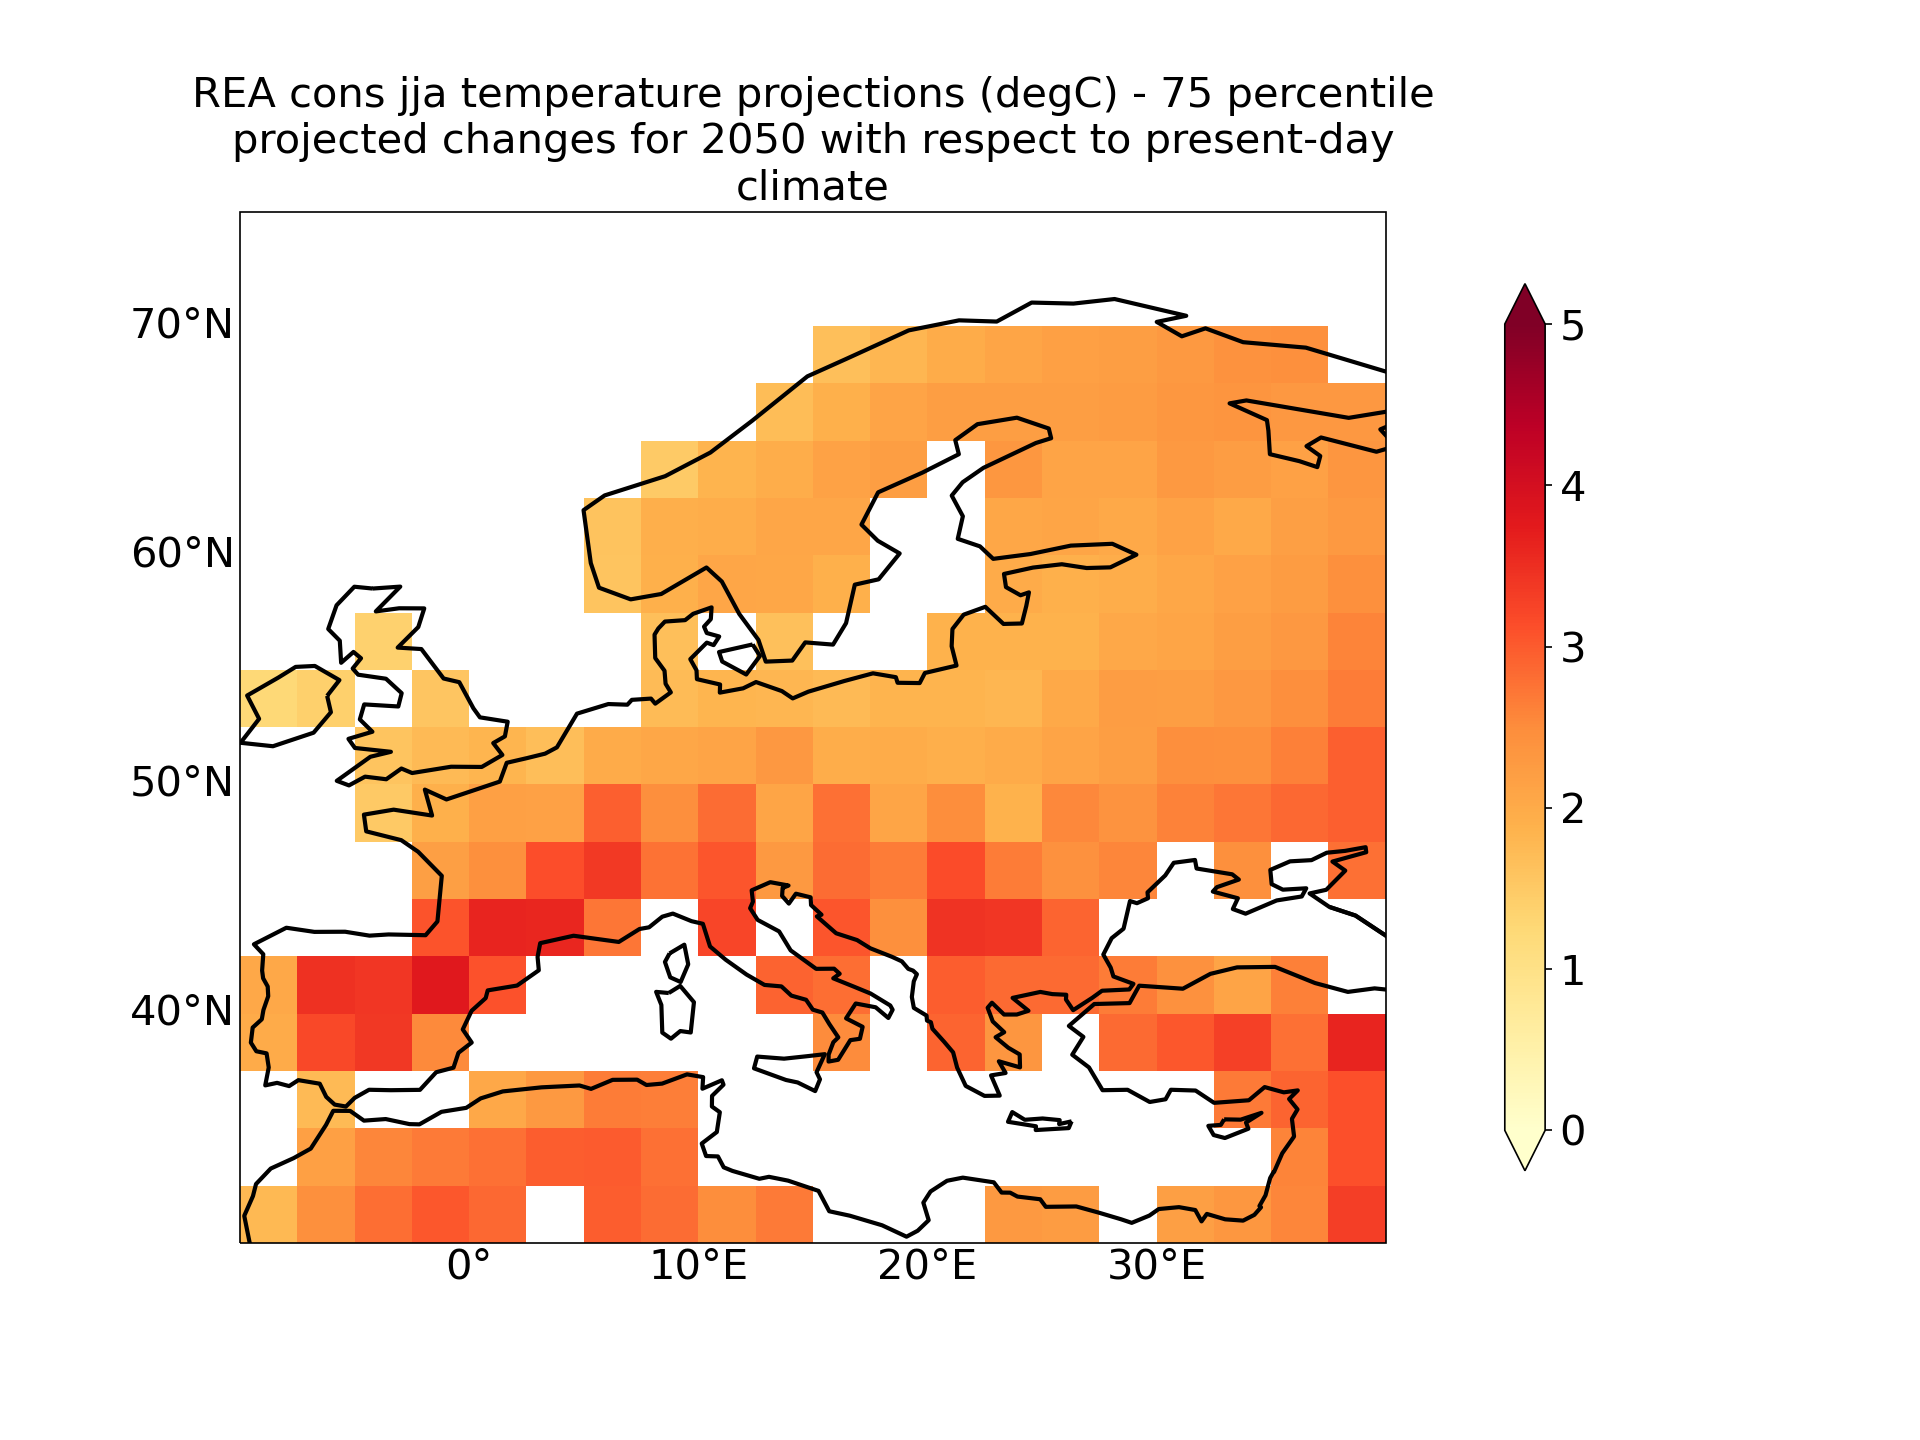 REA cons jja temperature projections (degC) - 75 percentile
projected changes for 2050 with respect to present-day
climate
70°N
60°N
50°N
40°N
0°
10°E
20°E
30°E
5
4
3
2
1
0